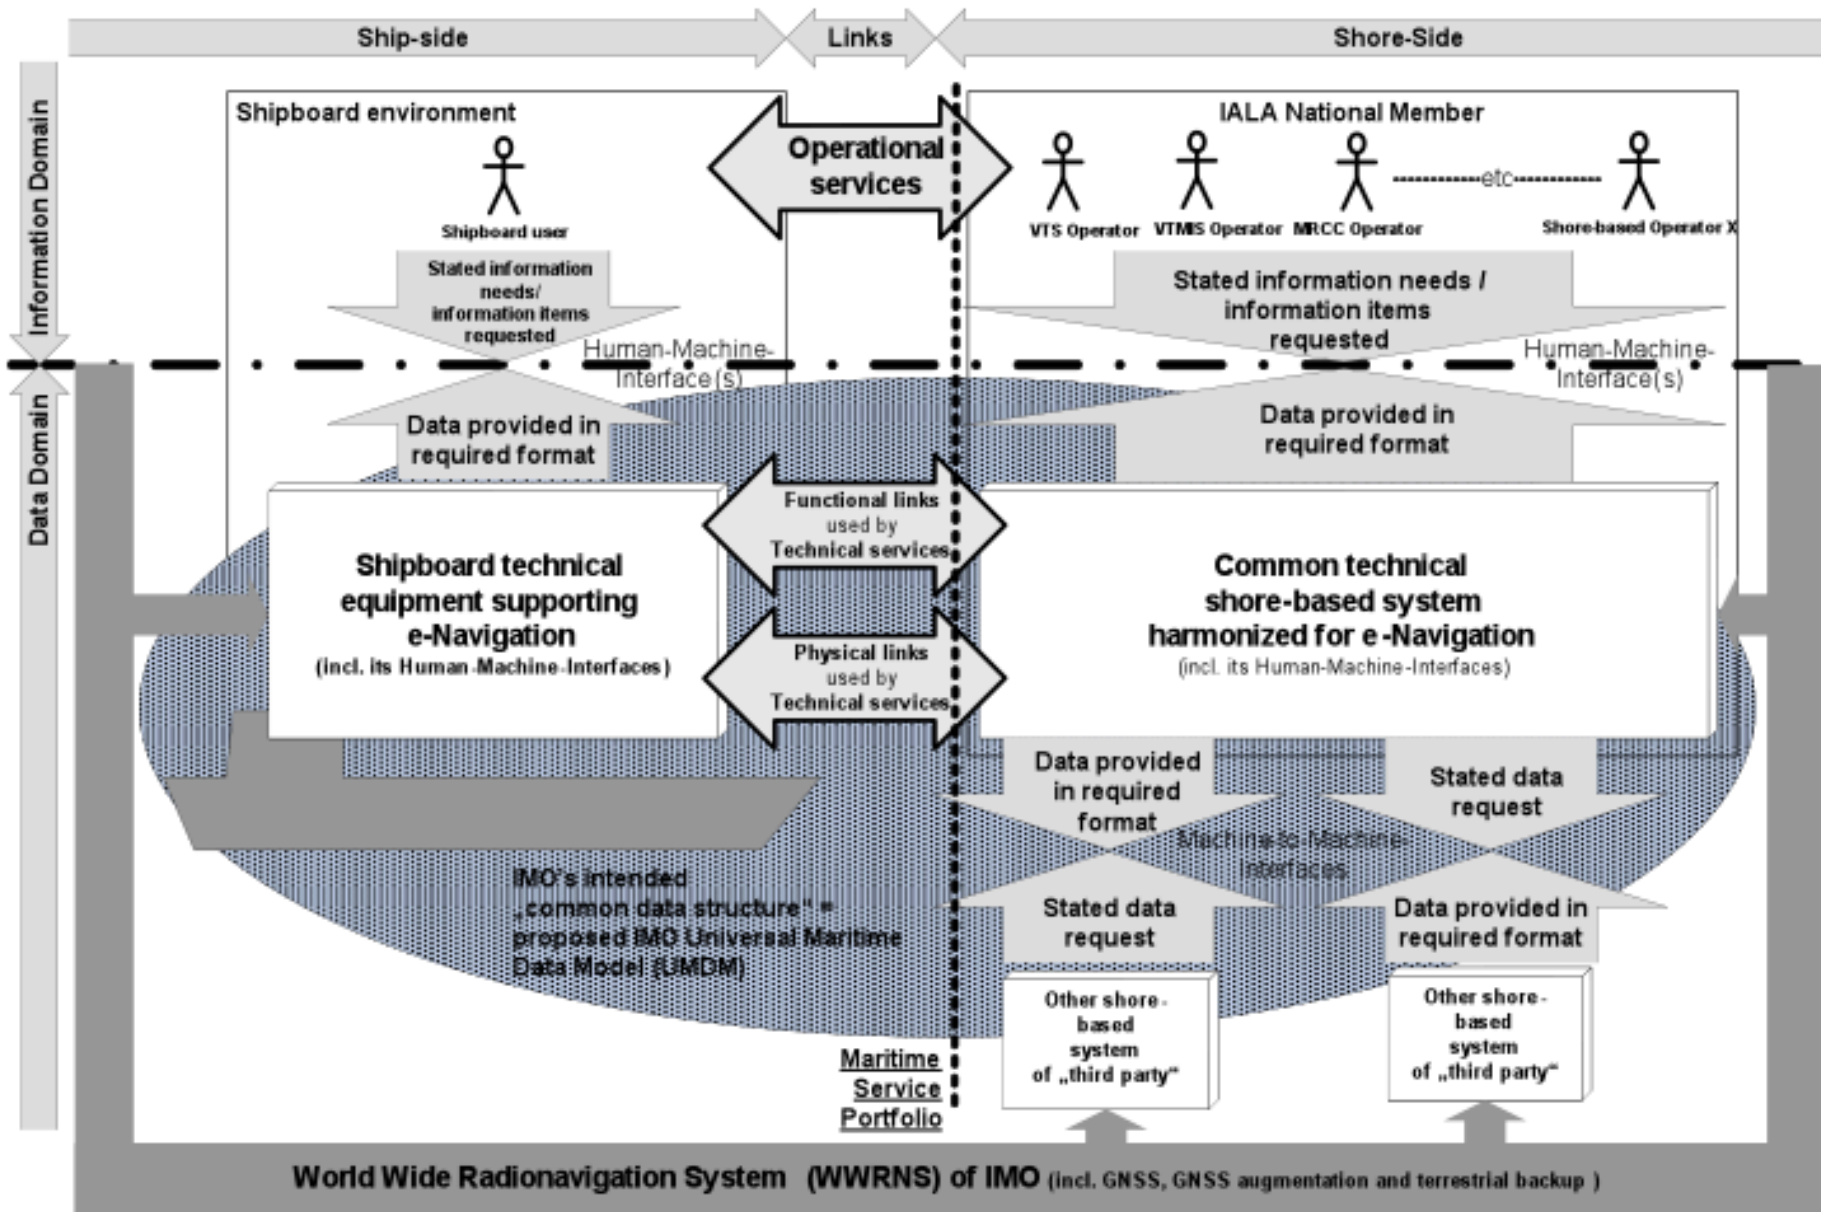 Ship-side
Links
Shore-Side
Information Domain
Data Domain
Shipboard environment
Shipboard user
Operational
services
IALA National Member
etc
VTS Operator
VTMIS Operator
MRCC Operator
Shore-based Operator X
Stated information
needs/
information items
requested
Stated information needs /
information items
requested
Human-Machine-
Interface(s)
Human-Machine-
Interface(s)
Data provided in
required format
Data provided in
required format
Shipboard technical
equipment supporting
e-Navigation
(incl. its Human-Machine-Interfaces)
Functional links
used by
Technical services
Physical links
used by
Technical services
Common technical
shore-based system
harmonized for e-Navigation
(incl. its Human-Machine-Interfaces)
Data provided
in required
format
Stated data
request
Machine-to-Machine-
Interfaces
Stated data
request
Data provided in
required format
IMO's intended
„common data structure“ =
proposed IMO Universal Maritime
Data Model (UMDM)
Other shore-
based
system
of „third party“
Other shore-
based
system
of „third party“
Maritime
Service
Portfolio
World Wide Radionavigation System (WWRNS) of IMO (incl. GNSS, GNSS augmentation and terrestrial backup )